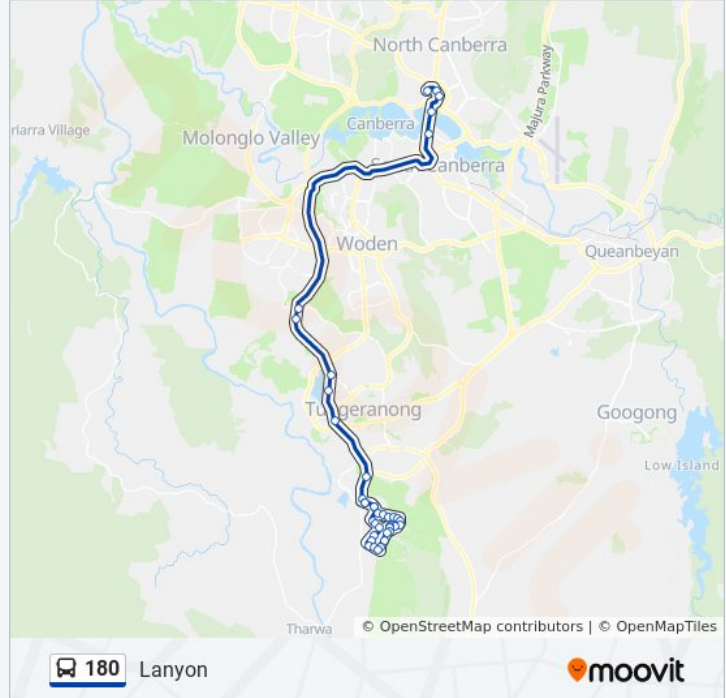 North Canberra
Majura Parkway
rlarra Village
Canberra
Molonglo Valley
Canberra
Woden
Queanbeyan
Tuggeranong
Googong
Low Island
Tharwa
© OpenStreetMap contributors | © OpenMapTiles
180 Lanyon
moovit